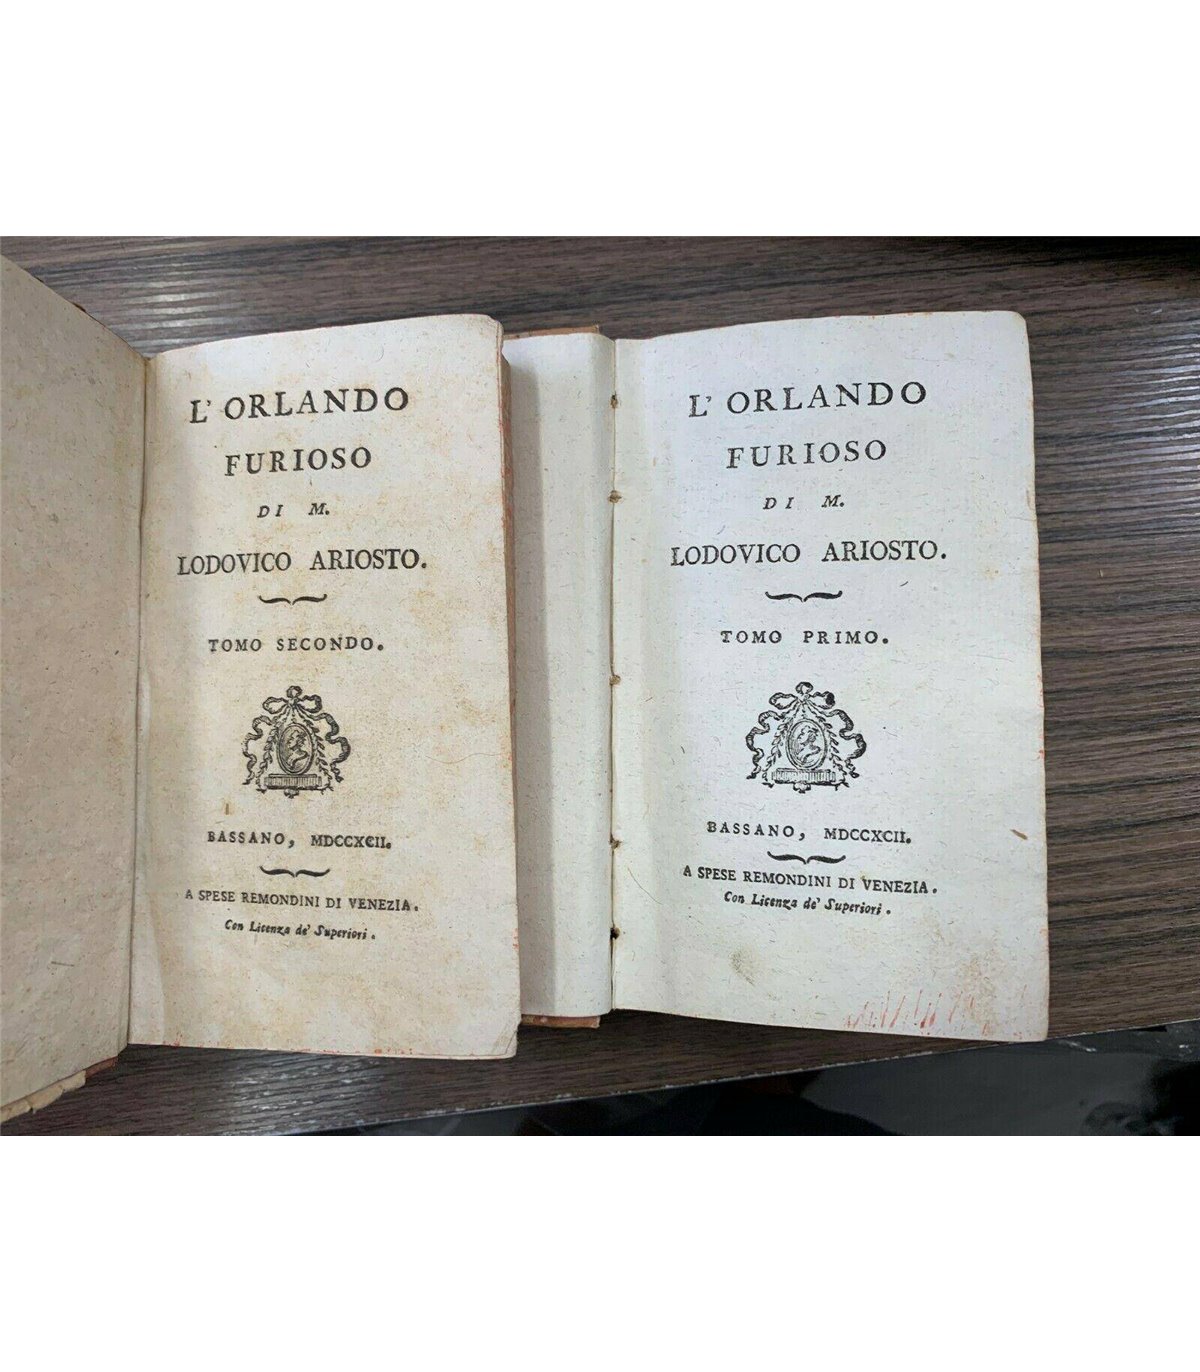 L' ORLANDO
FURIOSO
DI M.
LODOVICO ARIOSTO.
TOMO SECONDO.
BASSANO, MDCCXCII.
A SPESE REMONDINI DI VENEZIA.
Con Licenza de' Superiori.
L' ORLANDO
FURIOSO
DI M.
LODOVICO ARIOSTO.
TOMO PRIMO.
BASSANO, MDCCXCII.
A SPESE REMONDINI DI VENEZIA.
Con Licenza de' Superiori.